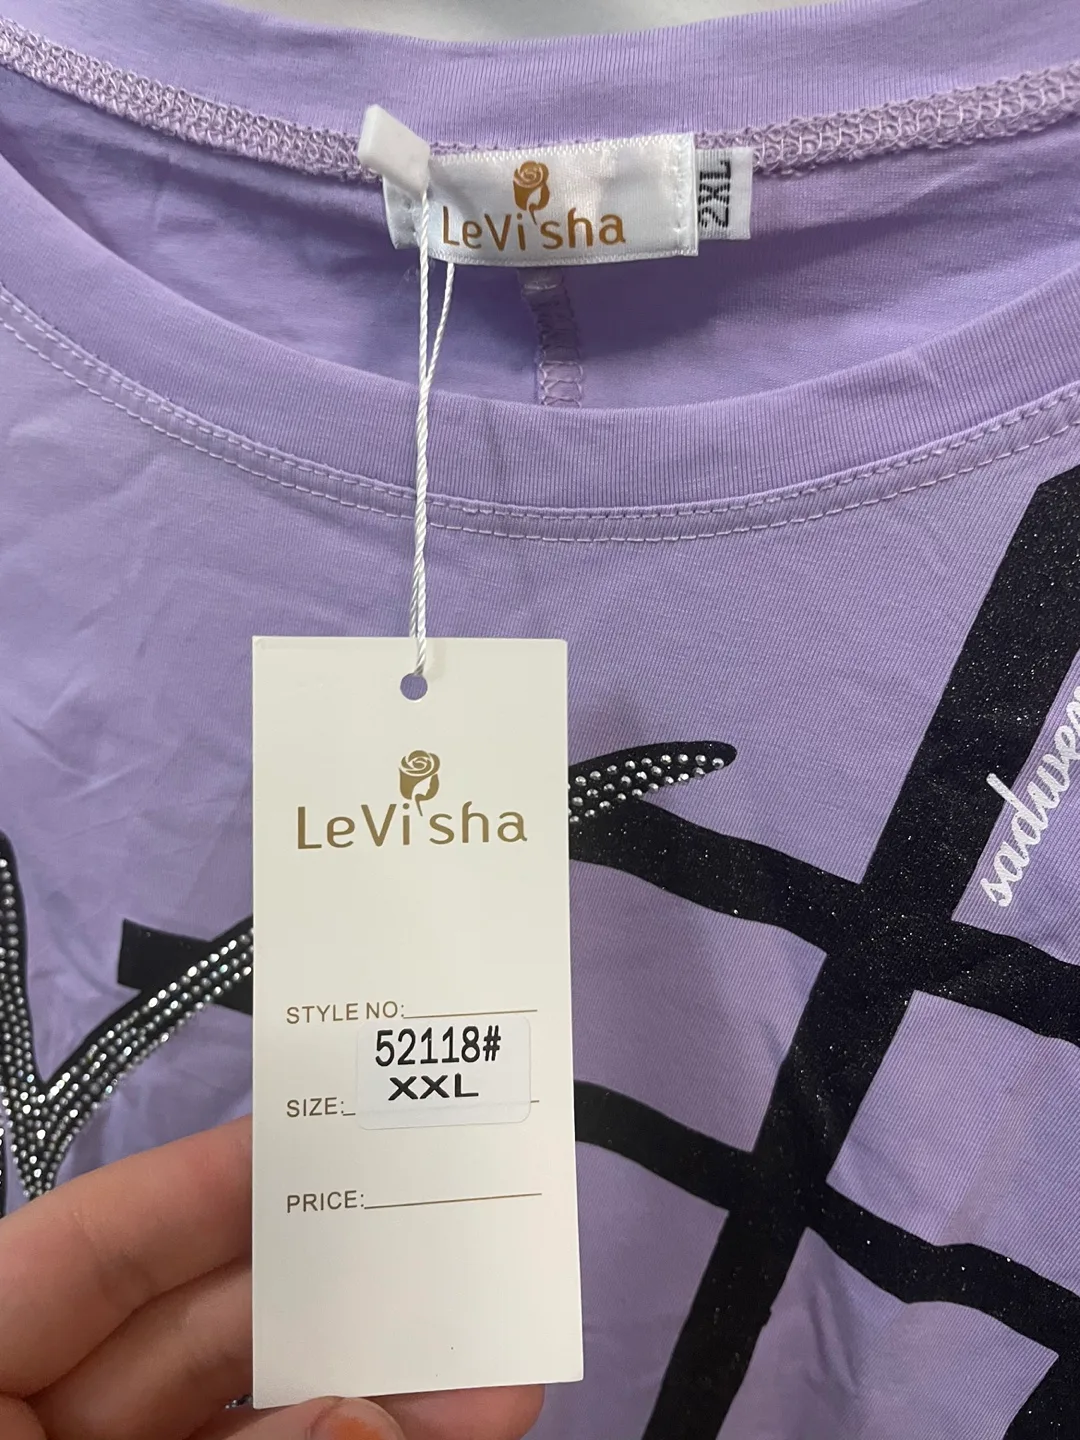 LeVi'sha
2XL
LeVi'sha
STYLE NO:
52118#
XXL
SIZE:
PRICE: